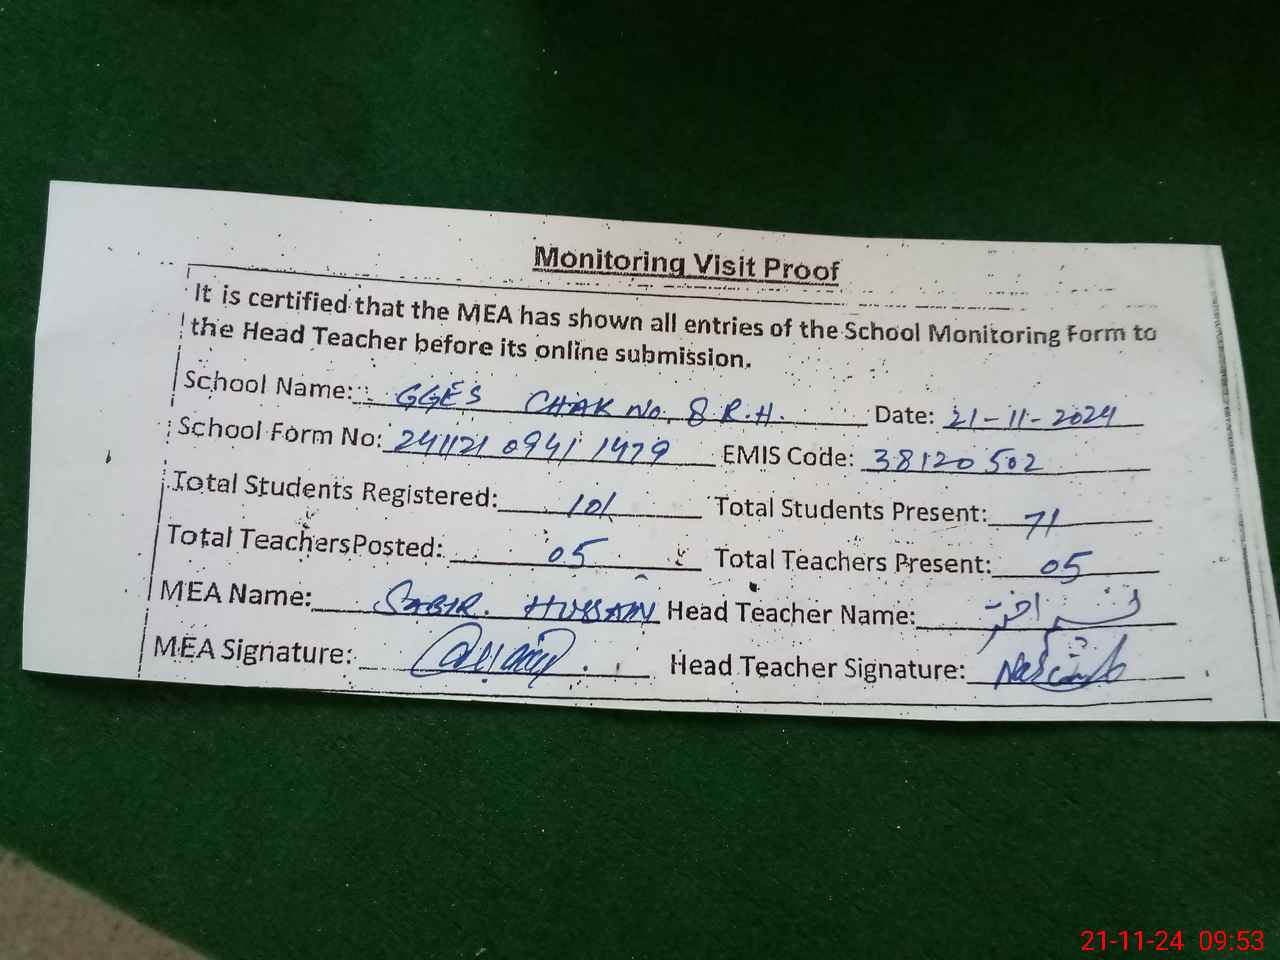 Monitoring Visit Proof
It is certified that the MEA has shown all entries of the School Monitoring Form to
the Head Teacher before its online submission.
School Name: GGES CHAK No. 8 R.H. Date: 21-11-2024
School Form No: 241121 0941 1479 EMIS Code: 38120502
Total Students Registered: 101 Total Students Present: 71
Total Teachers Posted: 05 Total Teachers Present: 05
MEA Name: SABIR HUSSAIN Head Teacher Name: اختر
MEA Signature: Head Teacher Signature:
21-11-24 09:53